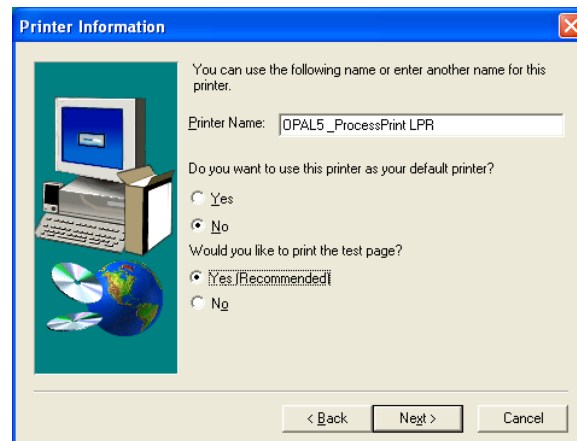 Printer Information
You can use the following name or enter another name for this
printer.
Printer Name: OPAL5 _ProcessPrint LPR
Do you want to use this printer as your default printer?
Yes
No
Would you like to print the test page?
Yes (Recommended)
No
< Back Next > Cancel